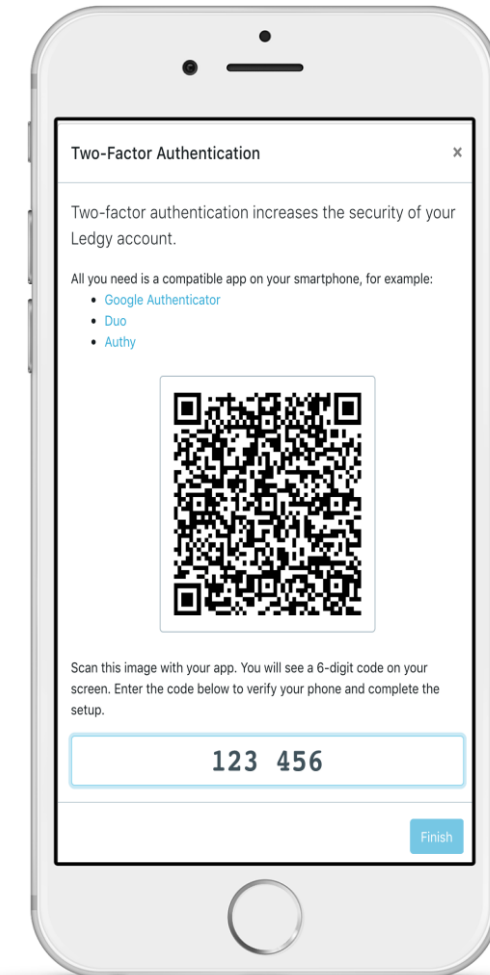 Two-Factor Authentication ×
Two-factor authentication increases the security of your
Ledgy account.
All you need is a compatible app on your smartphone, for example:
• Google Authenticator
• Duo
• Authy
Scan this image with your app. You will see a 6-digit code on your
screen. Enter the code below to verify your phone and complete the
setup.
123 456
Finish